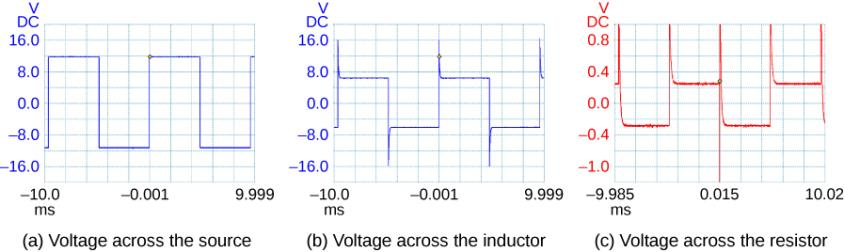 V
DC
16.0
8.0
0.0
–8.0
–16.0
–10.0
–0.001
9.999
ms
(a) Voltage across the source
V
DC
16.0
8.0
0.0
–8.0
–16.0
–10.0
–0.001
9.999
ms
(b) Voltage across the inductor
V
DC
0.8
0.4
0.0
–0.4
–1.0
–9.985
0.015
10.02
ms
(c) Voltage across the resistor